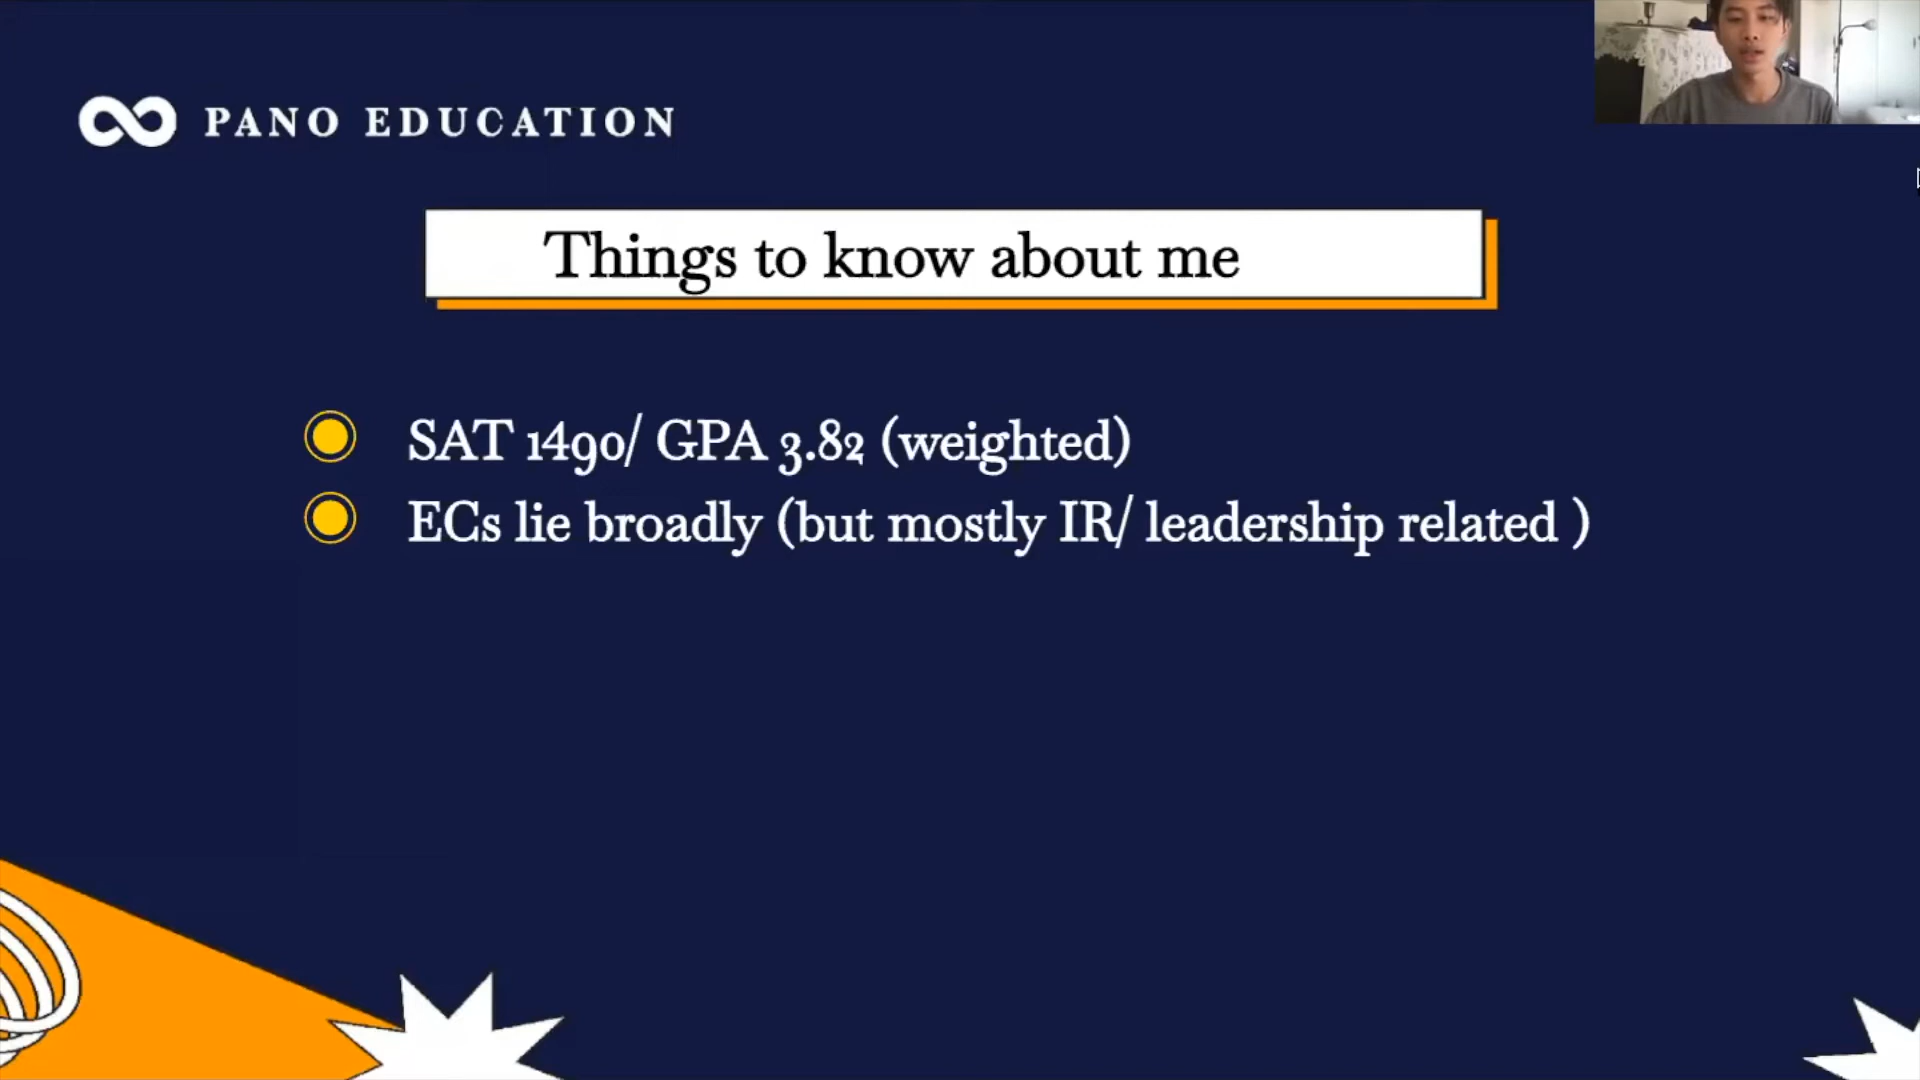 PANO EDUCATION
Things to know about me
SAT 1490/ GPA 3.82 (weighted)
ECs lie broadly (but mostly IR/ leadership related )